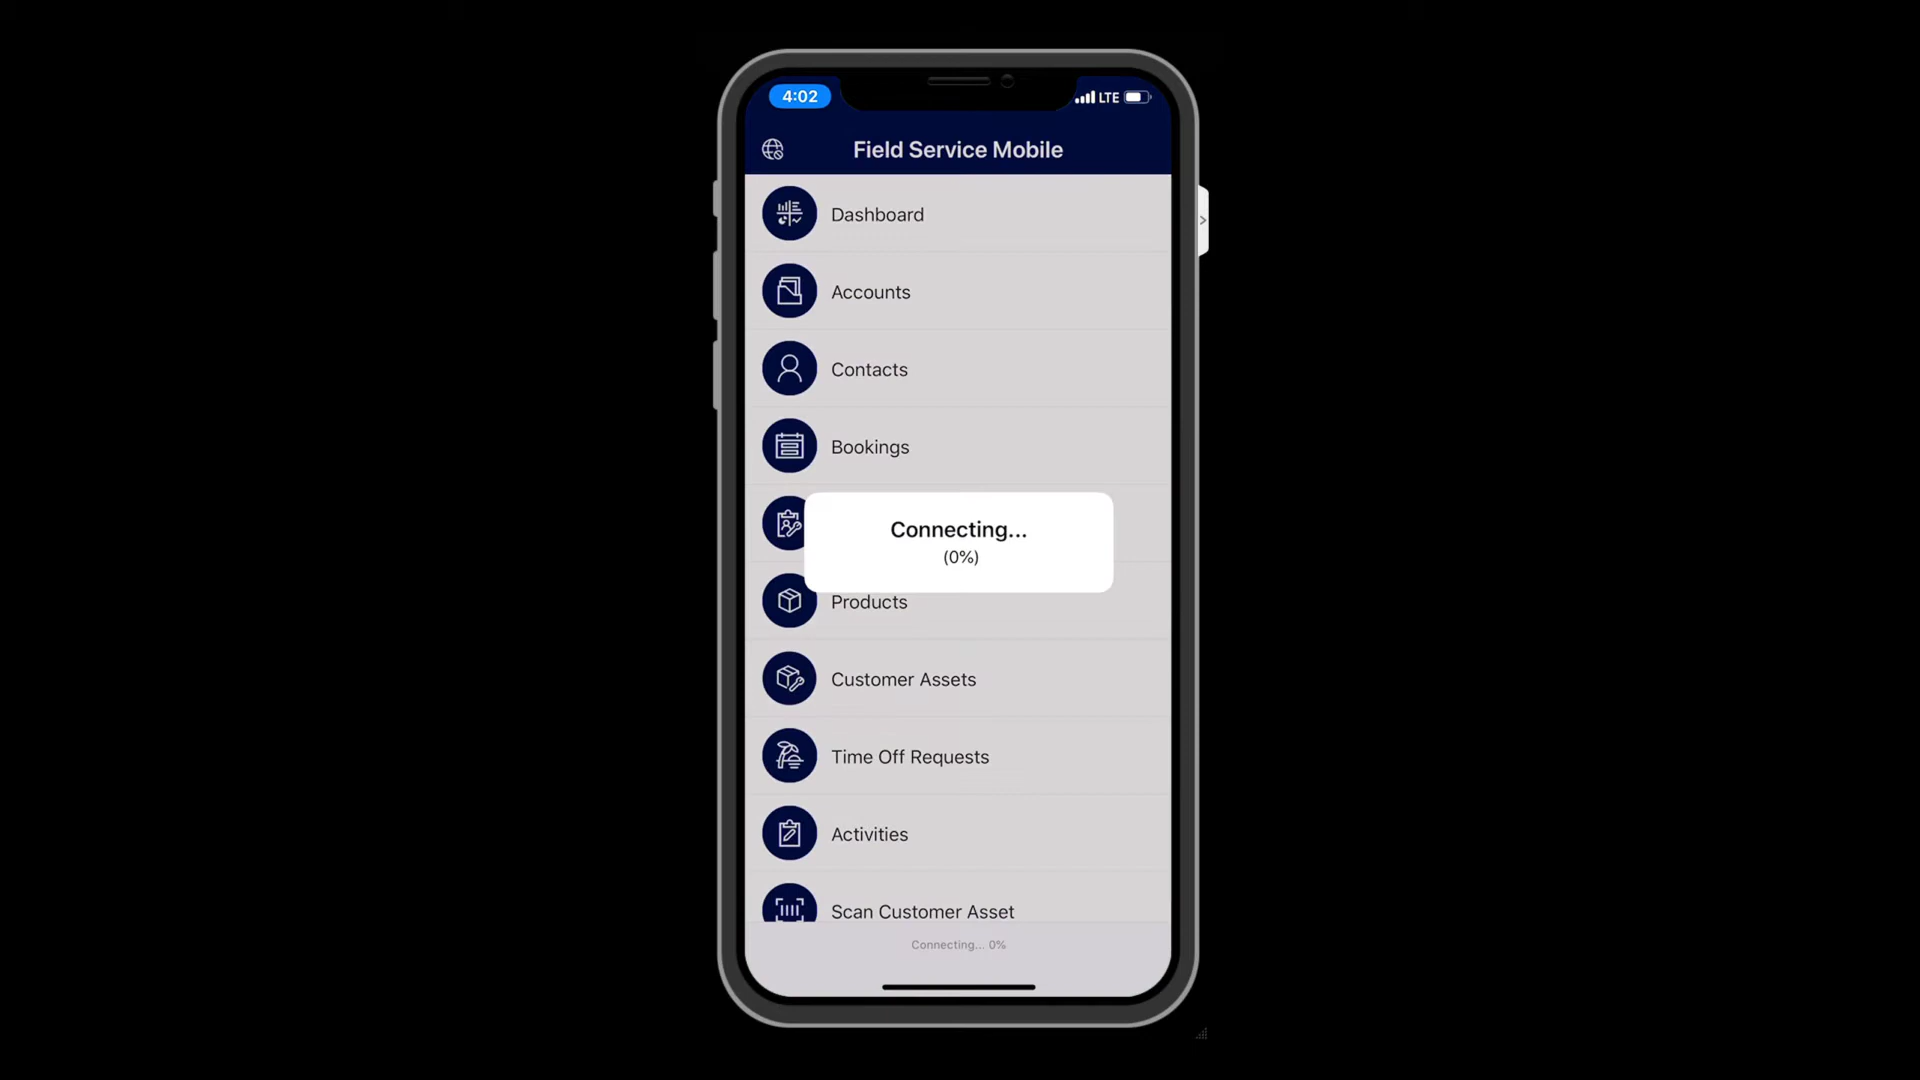 4:02
LTE
Field Service Mobile
Dashboard
Accounts
Contacts
Bookings
Connecting...
(0%)
Products
Customer Assets
Time Off Requests
Activities
Scan Customer Asset
Connecting... 0%